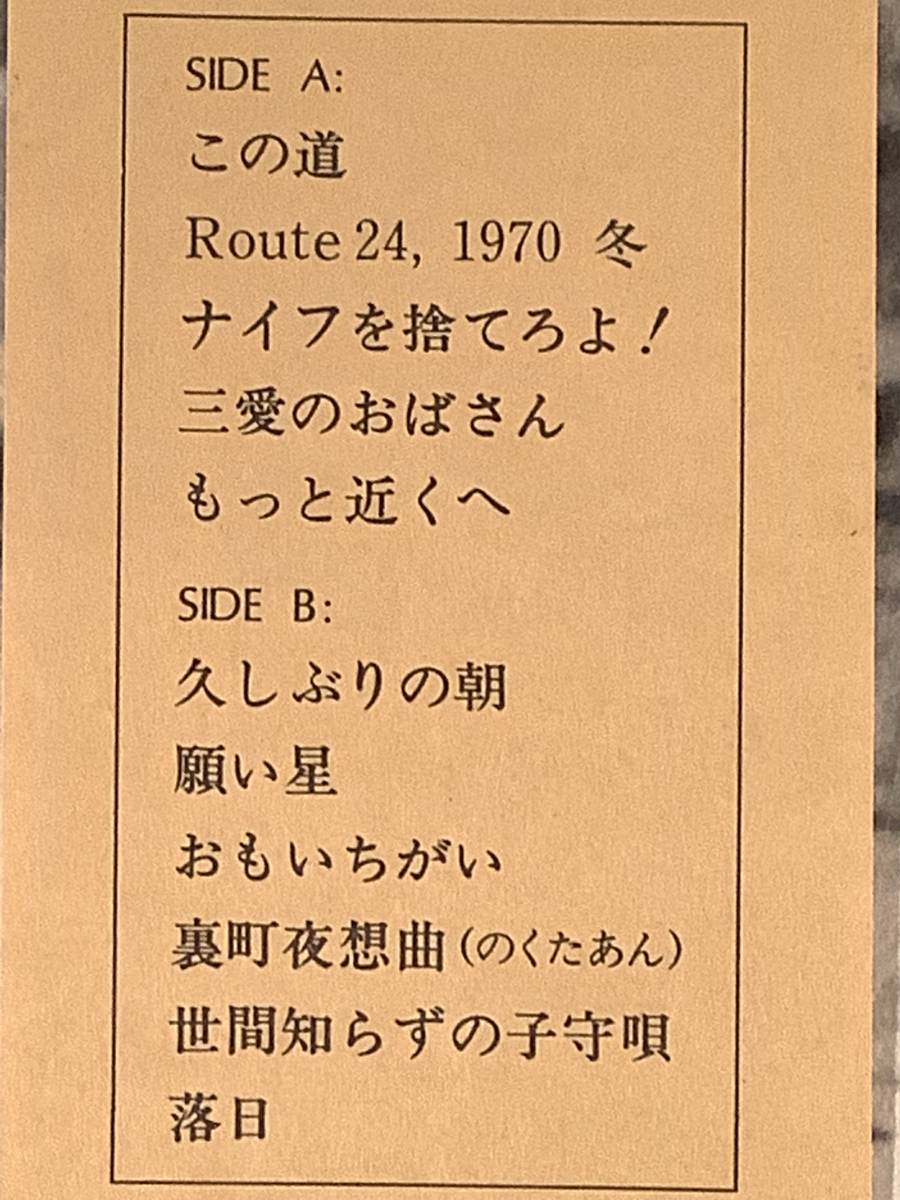 SIDE A:
この道
Route 24, 1970 冬
ナイフを捨てろよ!
三愛のおばさん
もっと近くへ
SIDE B:
久しぶりの朝
願い星
おもいちがい
裏町夜想曲(のくたあん)
世間知らずの子守唄
落日